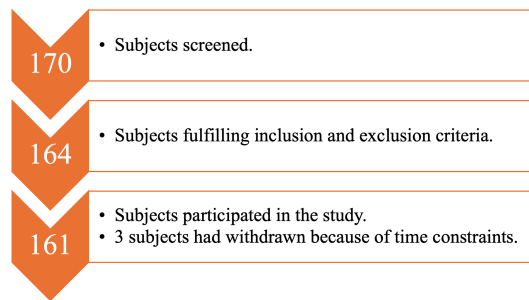 170
• Subjects screened.
164
• Subjects fulfilling inclusion and exclusion criteria.
161
• Subjects participated in the study.
• 3 subjects had withdrawn because of time constraints.